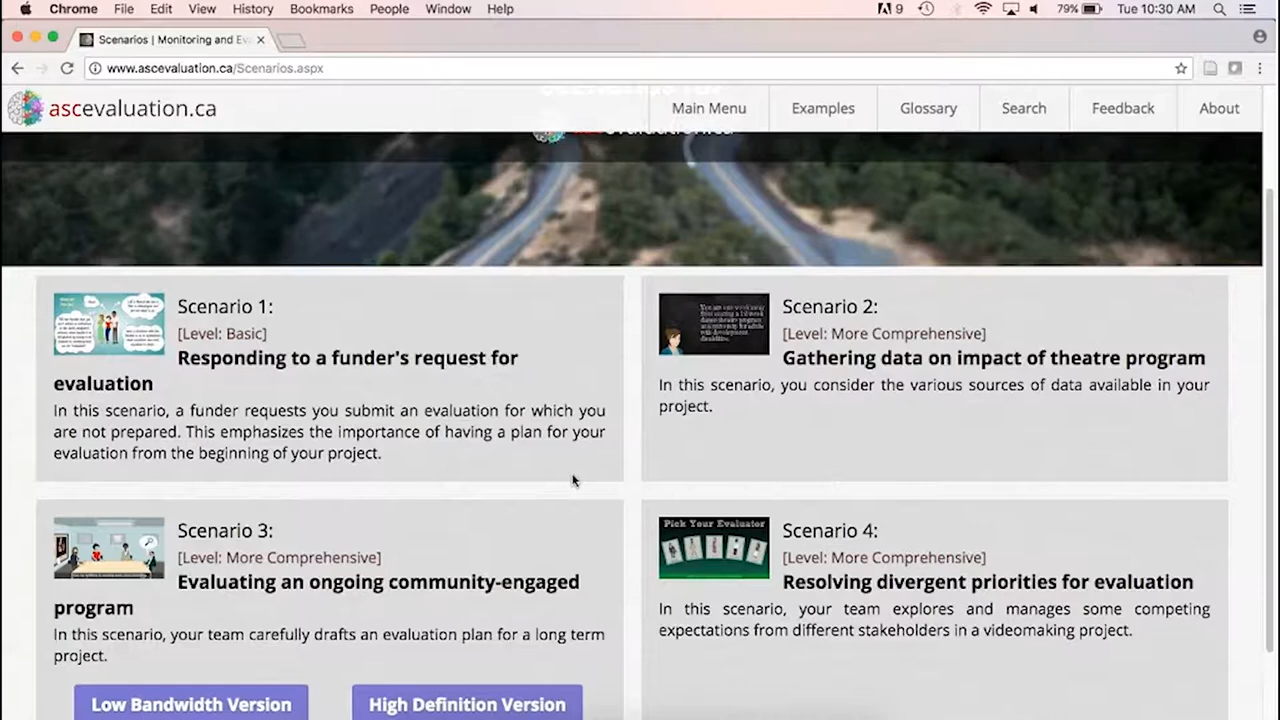 Chrome File Edit View History Bookmarks People Window Help 9 79% Tue 10:30 AM
Scenarios | Monitoring and Ev
www.ascevaluation.ca/Scenarios.aspx
ascevaluation.ca Main Menu Examples Glossary Search Feedback About
Scenario 1:
[Level: Basic]
Responding to a funder's request for
evaluation
In this scenario, a funder requests you submit an evaluation for which you
are not prepared. This emphasizes the importance of having a plan for your
evaluation from the beginning of your project.
Scenario 2:
[Level: More Comprehensive]
Gathering data on impact of theatre program
In this scenario, you consider the various sources of data available in your
project.
Scenario 3:
[Level: More Comprehensive]
Evaluating an ongoing community-engaged
program
In this scenario, your team carefully drafts an evaluation plan for a long term
project.
Low Bandwidth Version High Definition Version
Pick Your Evaluator
Scenario 4:
[Level: More Comprehensive]
Resolving divergent priorities for evaluation
In this scenario, your team explores and manages some competing
expectations from different stakeholders in a videomaking project.